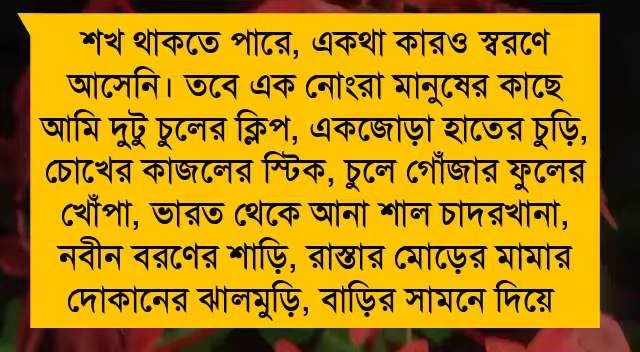 শখ থাকতে পারে, একথা কারও স্বরণে
আসেনি। তবে এক নোংরা মানুষের কাছে
আমি দুটু চুলের ক্লিপ, একজোড়া হাতের চুড়ি,
চোখের কাজলের স্টিক, চুলে গোঁজার ফুলের
খোঁপা, ভারত থেকে আনা শাল চাদরখানা,
নবীন বরণের শাড়ি, রাস্তার মোড়ের মামার
দোকানের ঝালমুড়ি, বাড়ির সামনে দিয়ে